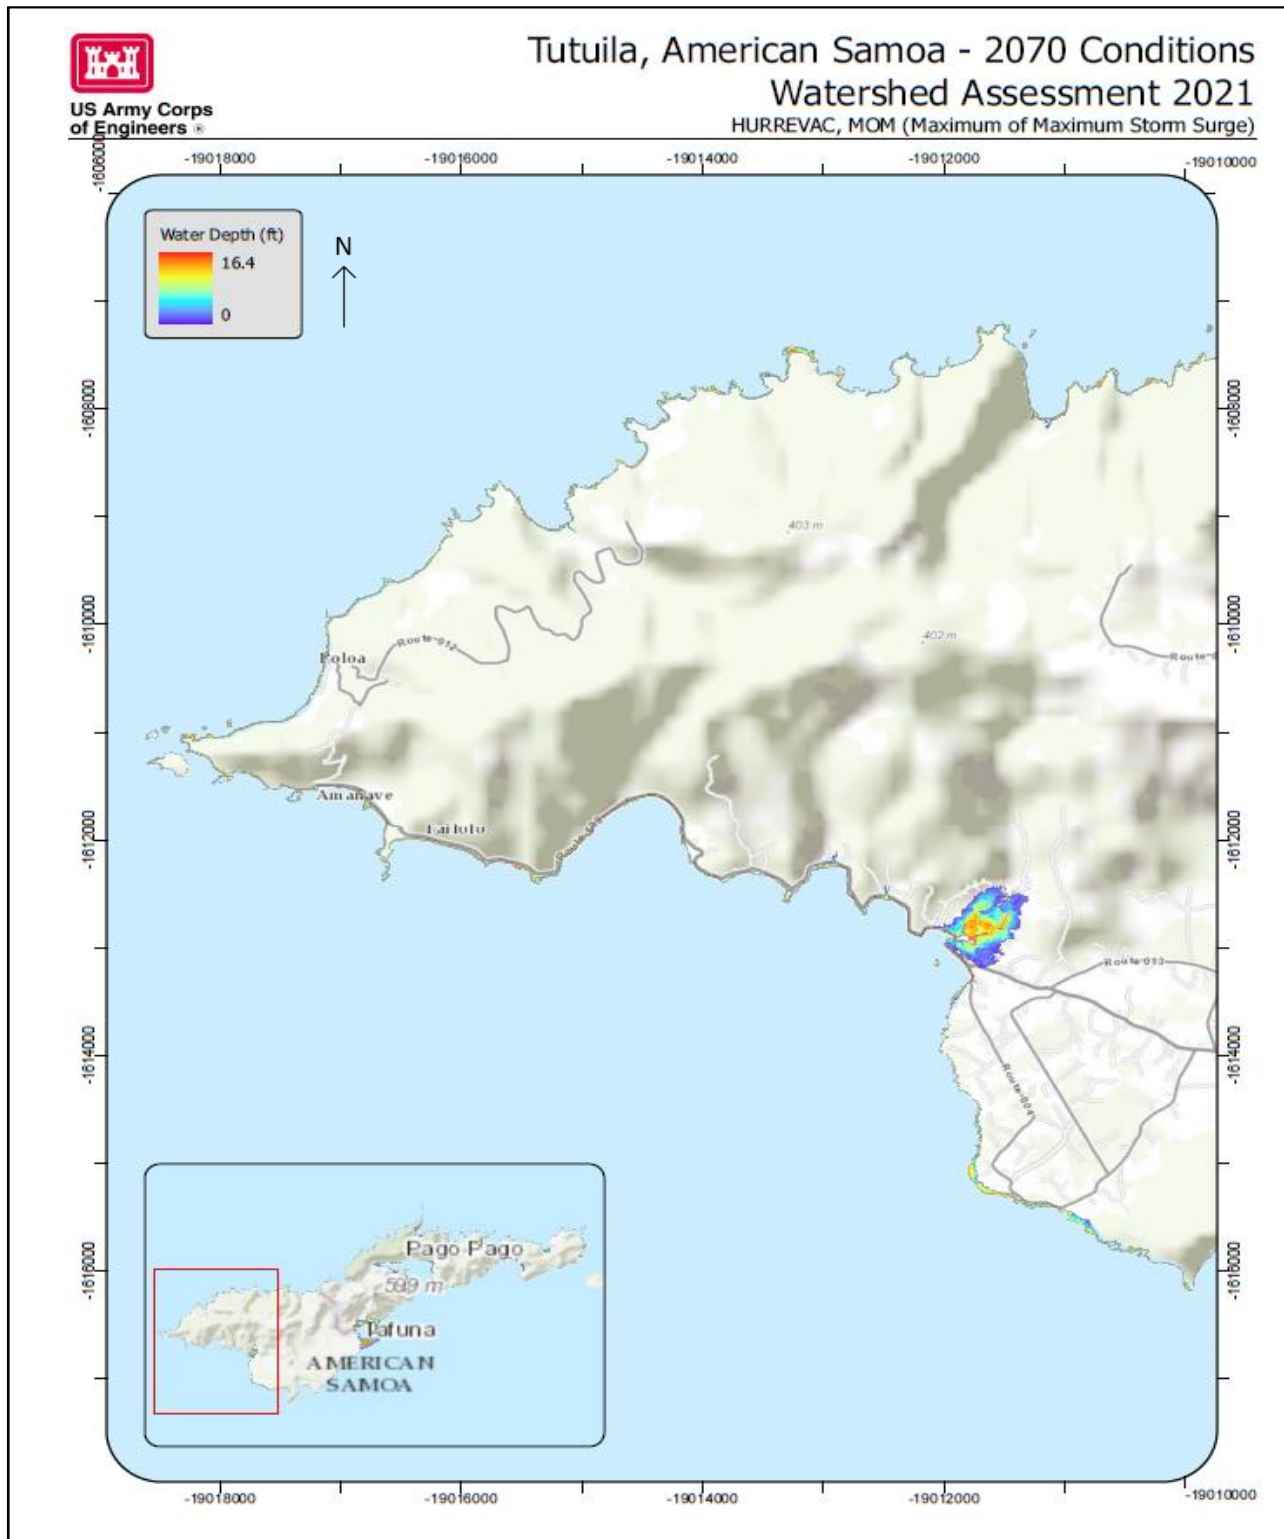 US Army Corps
of Engineers ®
Tutuila, American Samoa - 2070 Conditions
Watershed Assessment 2021
HURREVAC, MOM (Maximum of Maximum Storm Surge)
-19018000 -19016000 -19014000 -19012000 -19010000
-1606000
-1608000
-1610000
-1612000
-1614000
-1616000
Water Depth (ft)
16.4
0
N
403 m
402 m
Route-012
Poloa
Amanave
Failolo
Route-013
Route-004
Pago Pago
599 m
Tafuna
AMERICAN
SAMOA
-1608000
-1610000
-1612000
-1614000
-1616000
-19018000 -19016000 -19014000 -19012000 -19010000